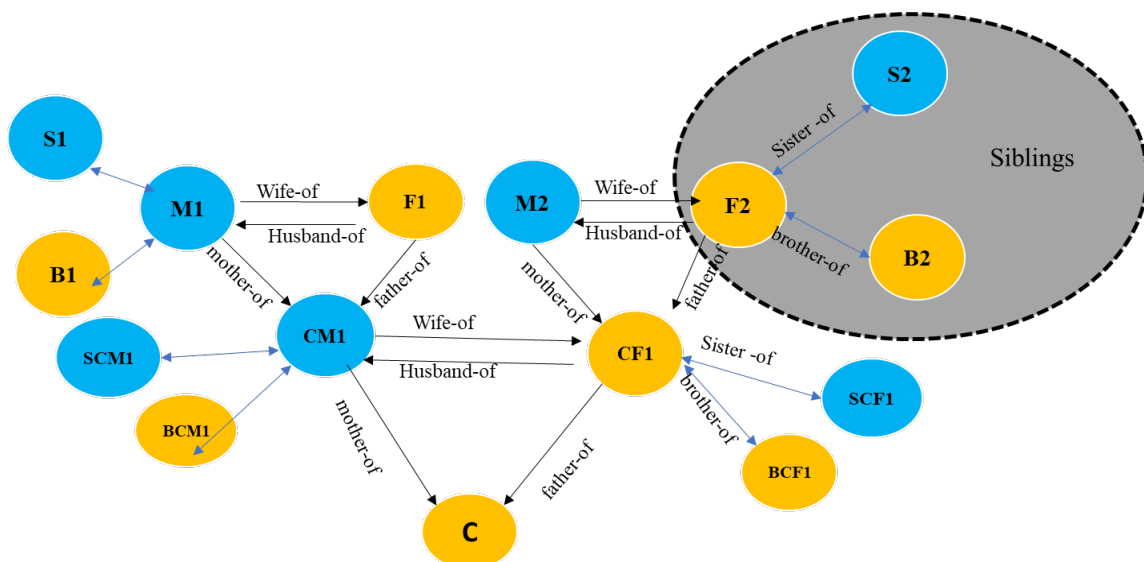 S2
S1
Sister -of
Siblings
Wife-of
Wife-of
M1
F1
M2
F2
Husband-of
Husband-of
brother-of
B2
B1
mother-of
father-of
mother-of
father-of
CM1
Wife-of
CF1
Sister -of
SCM1
Husband-of
SCF1
brother-of
BCM1
mother-of
father-of
BCF1
C